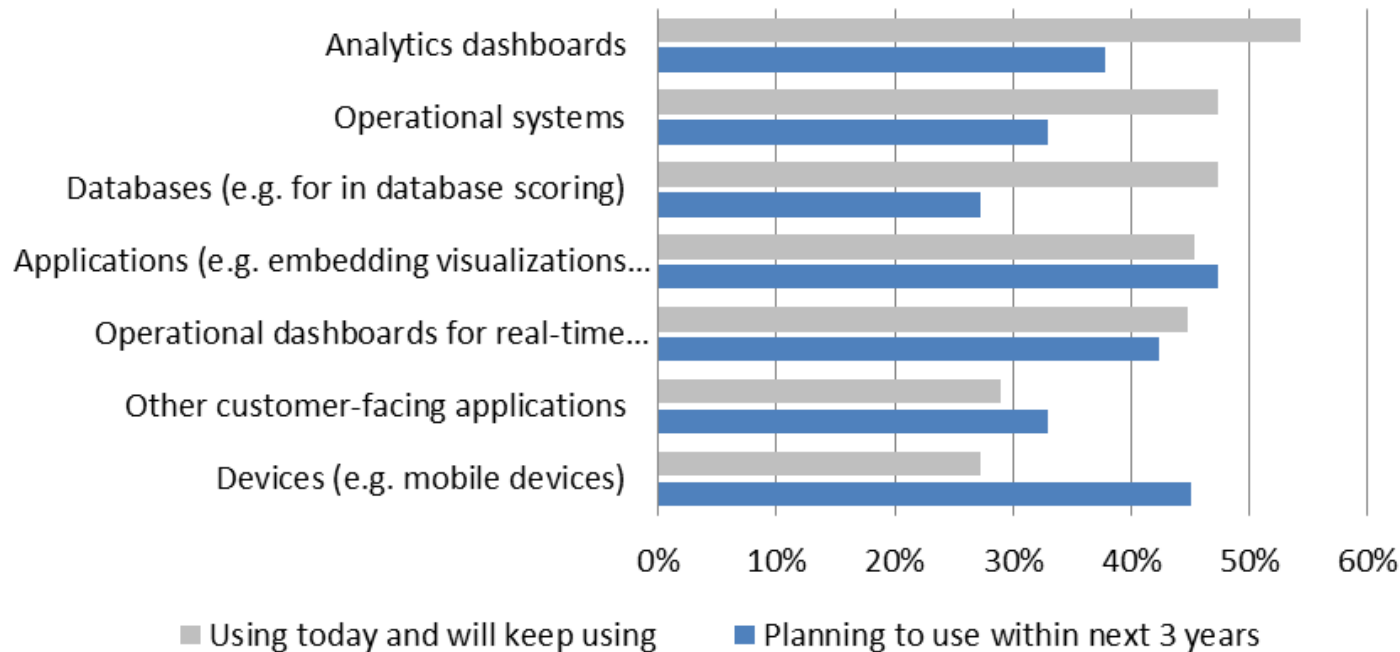 Analytics dashboards
Operational systems
Databases (e.g. for in database scoring)
Applications (e.g. embedding visualizations...
Operational dashboards for real-time...
Other customer-facing applications
Devices (e.g. mobile devices)
0% 10% 20% 30% 40% 50% 60%
Using today and will keep using Planning to use within next 3 years